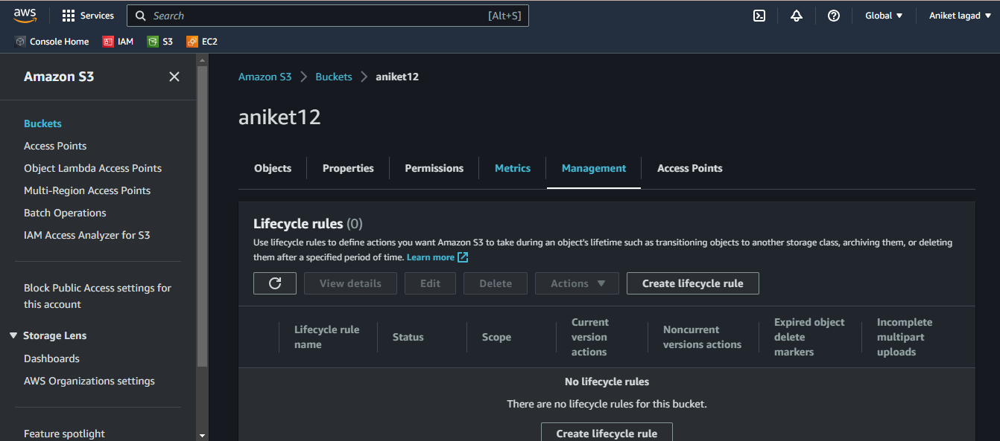 aws Services Search [Alt+S] Global Aniket lagad
Console Home IAM S3 EC2
Amazon S3
Buckets
Access Points
Object Lambda Access Points
Multi-Region Access Points
Batch Operations
IAM Access Analyzer for S3
Block Public Access settings for
this account
Storage Lens
Dashboards
AWS Organizations settings
Feature spotlight
Amazon S3 Buckets aniket12
aniket12
Objects Properties Permissions Metrics Management Access Points
Lifecycle rules (0)
Use lifecycle rules to define actions you want Amazon S3 to take during an object's lifetime such as transitioning objects to another storage class, archiving them, or deleting
them after a specified period of time. Learn more
View details Edit Delete Actions Create lifecycle rule
Lifecycle rule
name
Status
Scope
Current
version
actions
Noncurrent
versions actions
Expired object
delete
markers
Incomplete
multipart
uploads
No lifecycle rules
There are no lifecycle rules for this bucket.
Create lifecycle rule